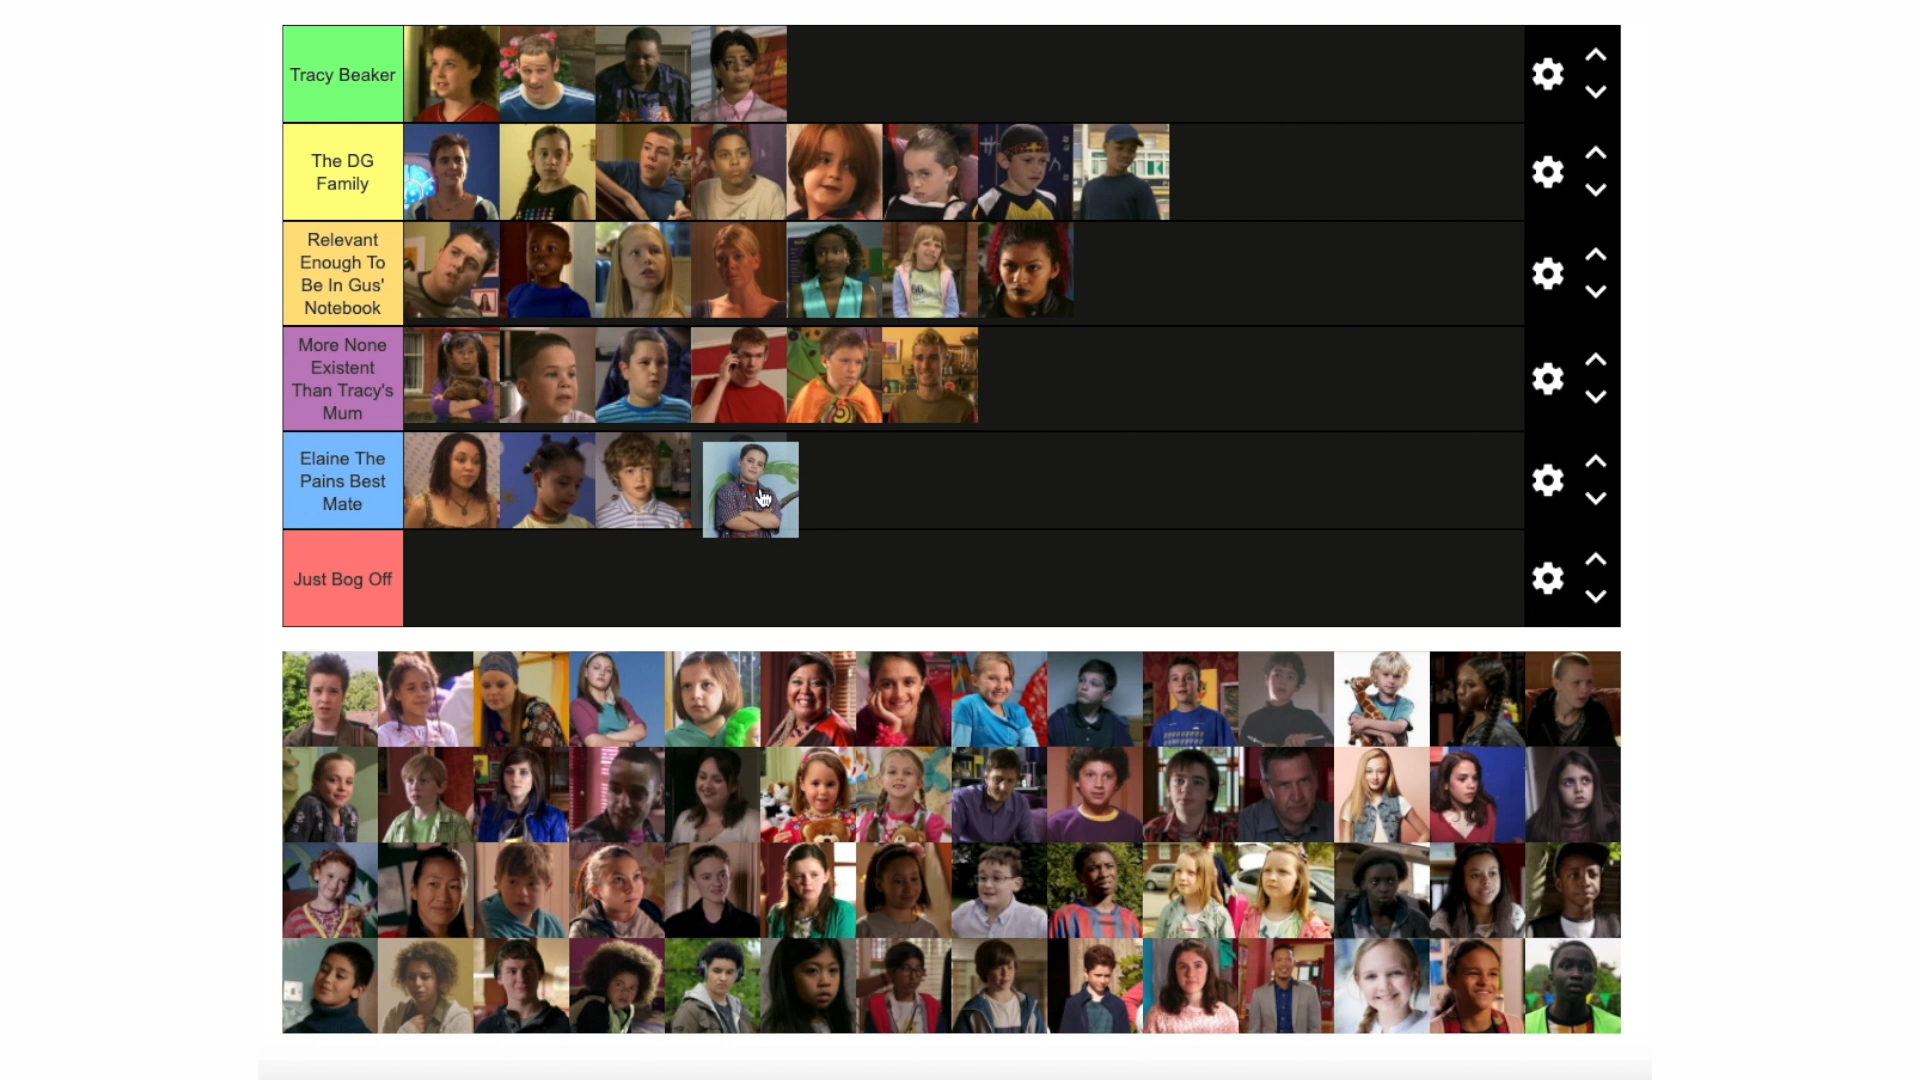 Tracy Beaker
The DG
Family
Relevant
Enough To
Be In Gus'
Notebook
More None
Existent
Than Tracy's
Mum
Elaine The
Pains Best
Mate
Just Bog Off